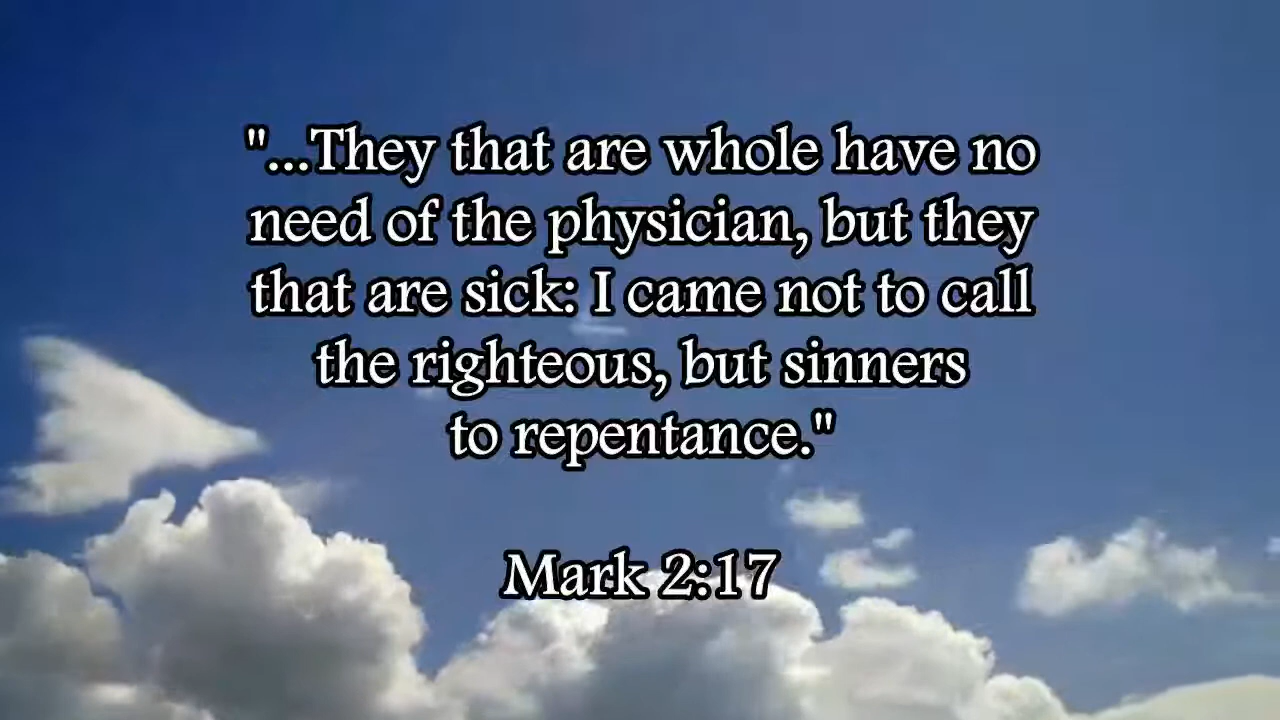 "...They that are whole have no
need of the physician, but they
that are sick: I came not to call
the righteous, but sinners
to repentance."
Mark 2:17